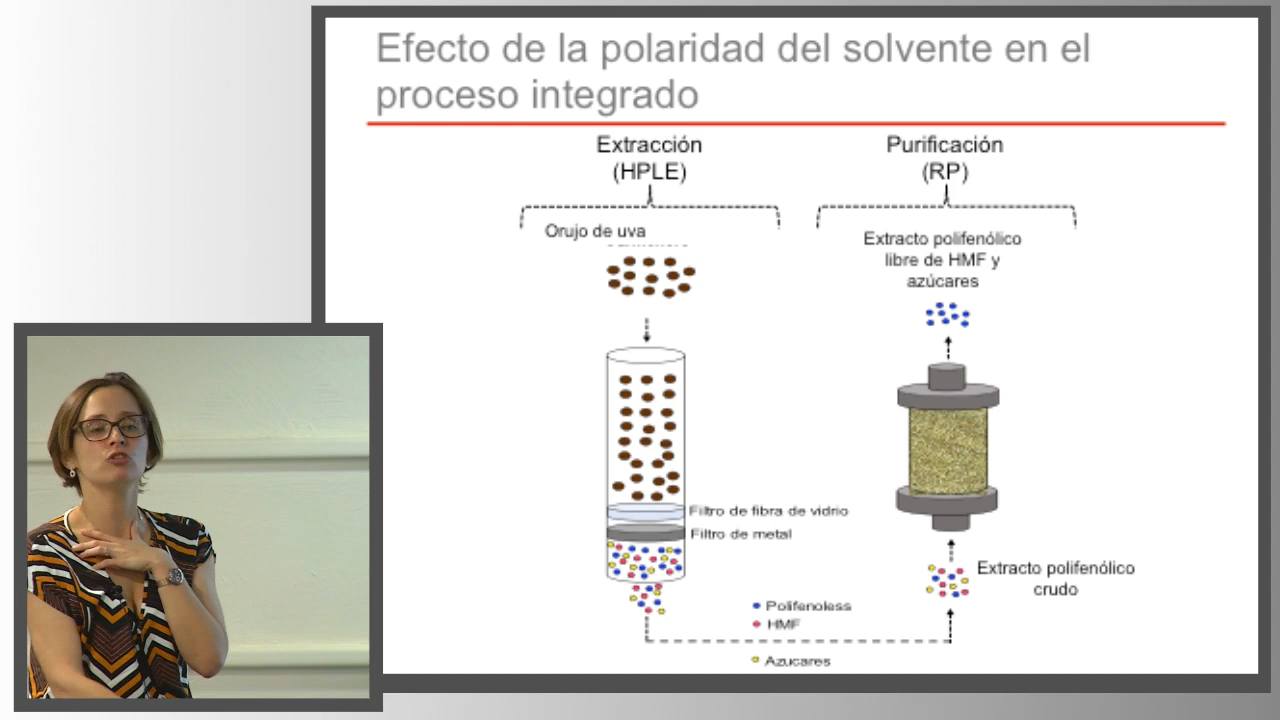 Efecto de la polaridad del solvente en el
proceso integrado
Extracción
(HPLE)
Orujo de uva
Purificación
(RP)
Extracto polifenólico
libre de HMF y
azúcares
Filtro de fibra de vidrio
Filtro de metal
Extracto polifenólico
crudo
Polifenoless
HMF
Azucares